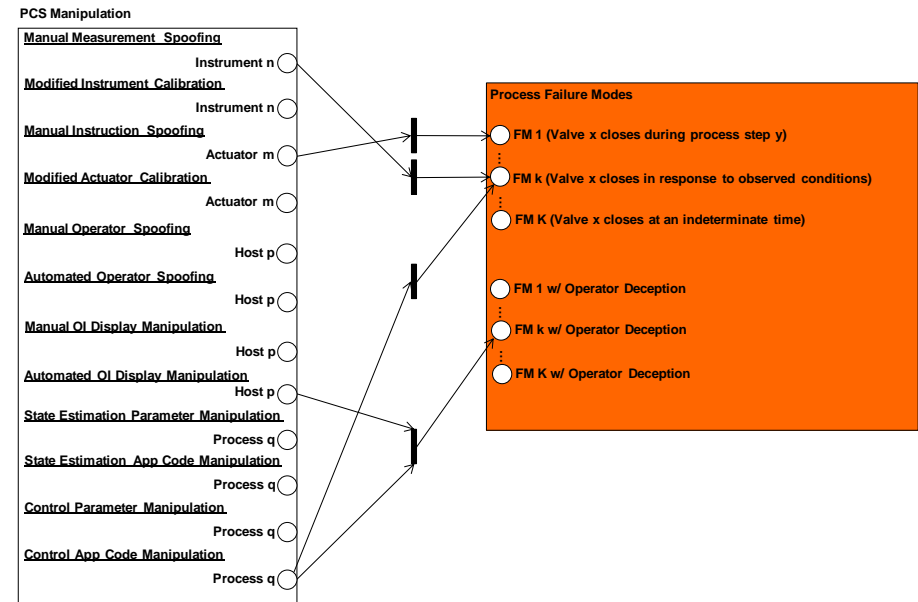 PCS Manipulation
Manual Measurement Spoofing
Instrument n
Modified Instrument Calibration
Instrument n
Manual Instruction Spoofing
Actuator m
Modified Actuator Calibration
Actuator m
Manual Operator Spoofing
Host p
Automated Operator Spoofing
Host p
Manual OI Display Manipulation
Host p
Automated OI Display Manipulation
Host p
State Estimation Parameter Manipulation
Process q
State Estimation App Code Manipulation
Process q
Control Parameter Manipulation
Process q
Control App Code Manipulation
Process q
Process Failure Modes
FM 1 (Valve x closes during process step y)
FM k (Valve x closes in response to observed conditions)
FM K (Valve x closes at an indeterminate time)
FM 1 w/ Operator Deception
FM k w/ Operator Deception
FM K w/ Operator Deception